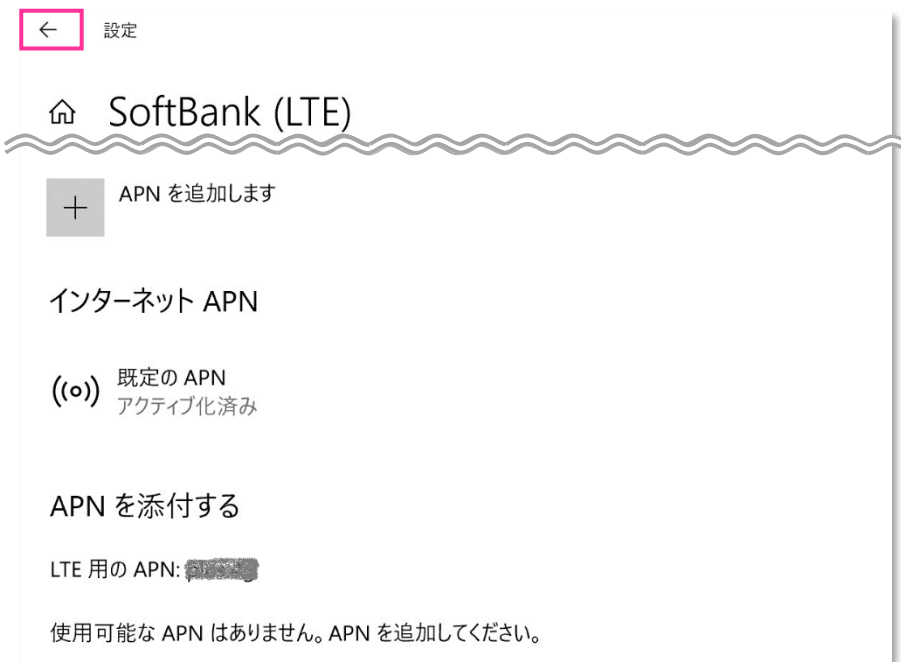 設定
SoftBank (LTE)
APN を追加します
インターネット APN
既定の APN
アクティブ化済み
APN を添付する
LTE 用の APN:
使用可能な APN はありません。APN を追加してください。